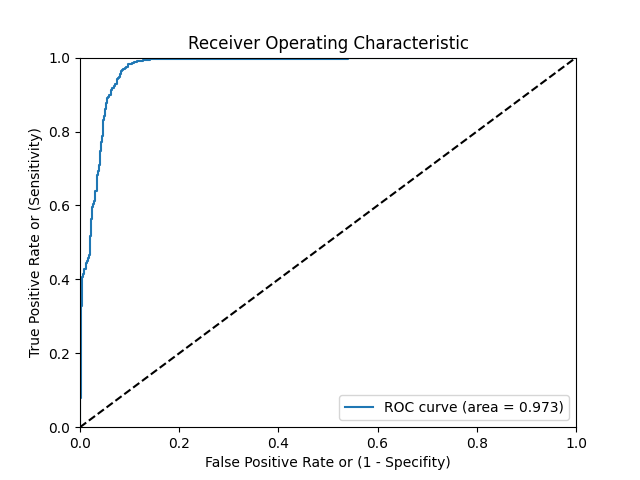 Receiver Operating Characteristic
True Positive Rate or (Sensitivity)
1.0
0.8
0.6
0.4
0.2
0.0
ROC curve (area = 0.973)
0.0 0.2 0.4 0.6 0.8 1.0
False Positive Rate or (1 - Specifity)